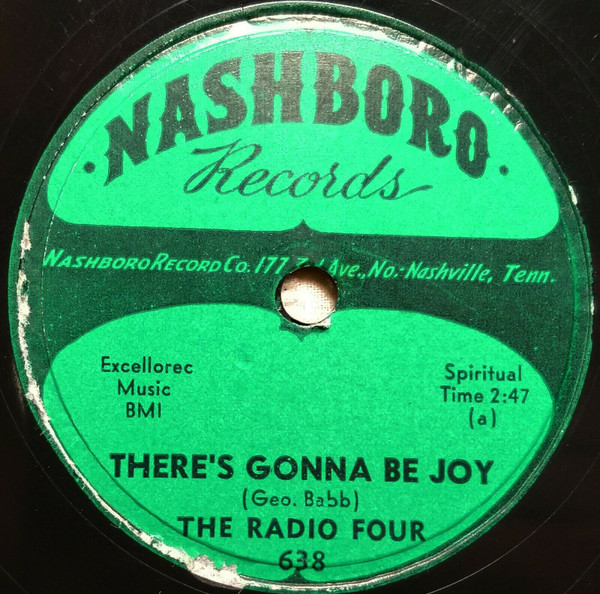 ·NASHBORO·
Records
NASHBORO RECORD CO. 177 Ave., No.-Nashville, Tenn.
Excellorec
Music
BMI
Spiritual
Time 2:47
(a)
THERE'S GONNA BE JOY
(Geo. Babb)
THE RADIO FOUR
638